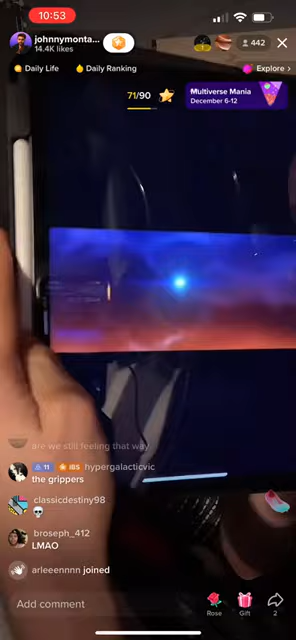 10:53
johnnymonta...
14.4K likes
442
Daily Life
Daily Ranking
Explore >
71/90
Multiverse Mania
December 6-12
are we still feeling that way
11
IBS
hypergalacticvic
the grippers
classicdestiny98
💀
broseph_412
LMAO
arleeennnn joined
Add comment
Rose
Gift
2